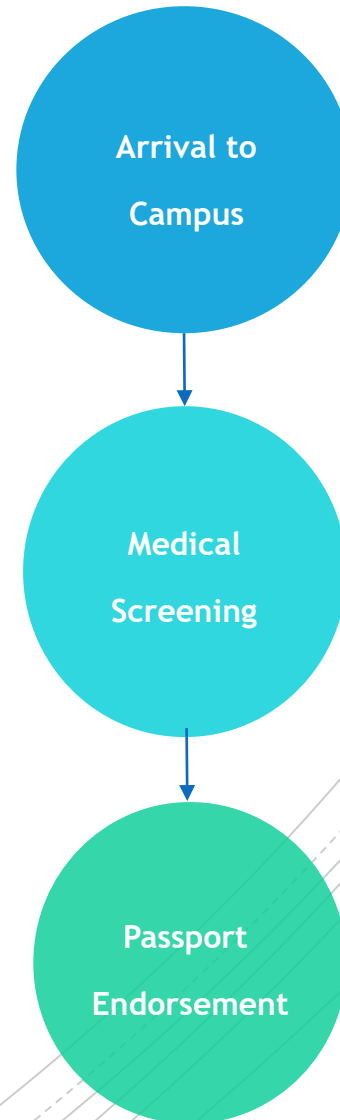 Arrival to
Campus
Medical
Screening
Passport
Endorsement